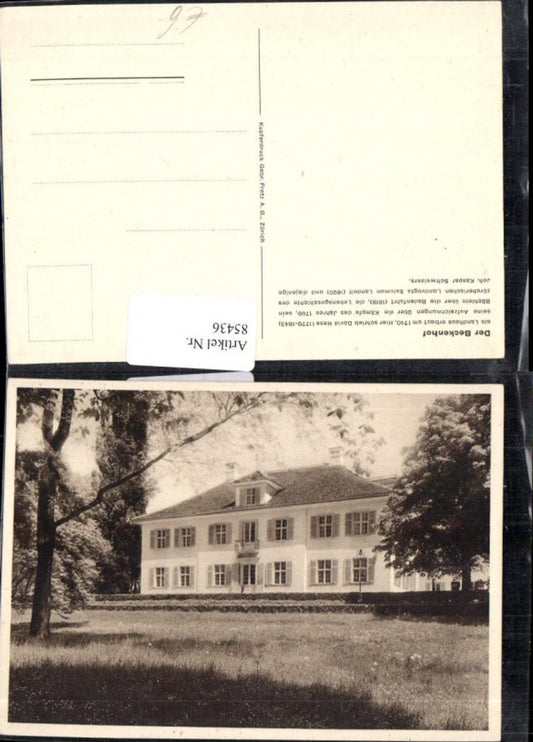 Der Beckenhof
als Landhaus erbaut um 1740. Hier schrieb David Hess (1770-1843)
seine Aufzeichnungen über die Kämpfe des Jahres 1799, sein
Büchlein über die Badenfahrt (1818), die Lebensgeschichte des
zürcherischen Landvogts Salomon Landolt (1820) und diejenige
Joh. Kaspar Schweizers.
Kupferdruck Gebr. Fretz A. G., Zürich
Artikel Nr.
85436